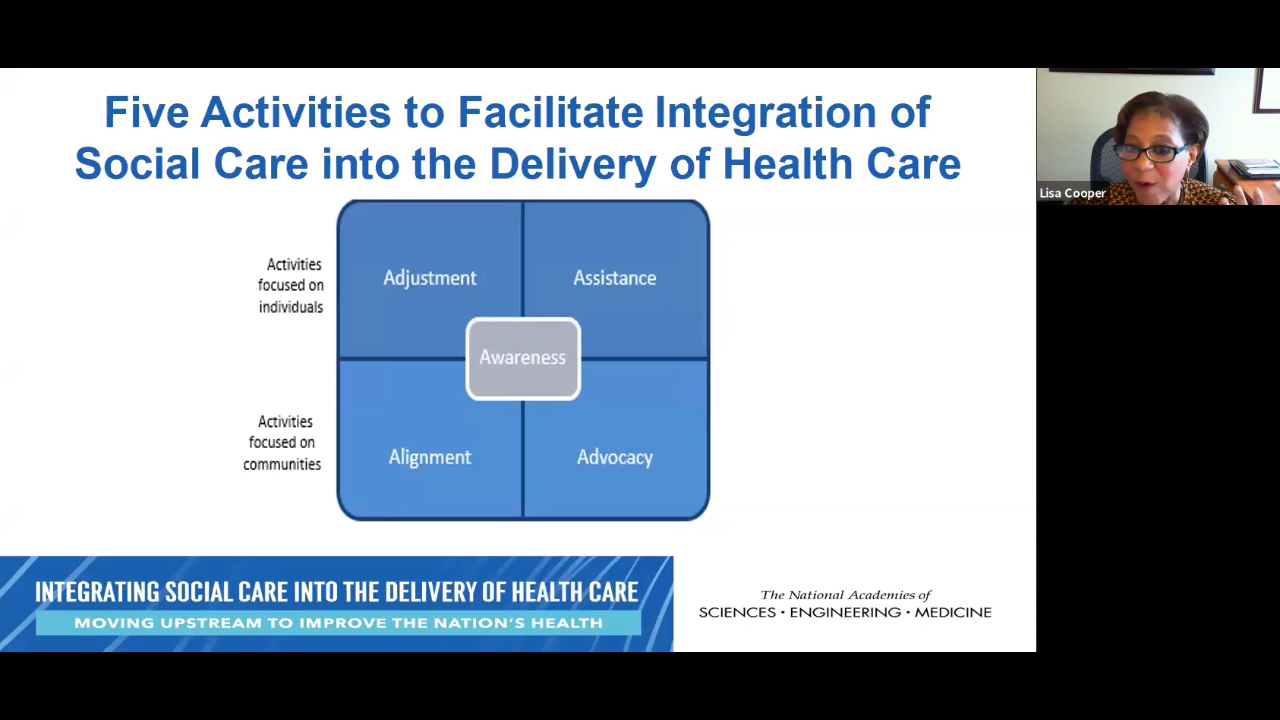 Five Activities to Facilitate Integration of
Social Care into the Delivery of Health Care
Lisa Cooper
Activities
focused on
individuals
Adjustment
Assistance
Awareness
Activities
focused on
communities
Alignment
Advocacy
INTEGRATING SOCIAL CARE INTO THE DELIVERY OF HEALTH CARE
MOVING UPSTREAM TO IMPROVE THE NATION'S HEALTH
The National Academies of
SCIENCES • ENGINEERING • MEDICINE